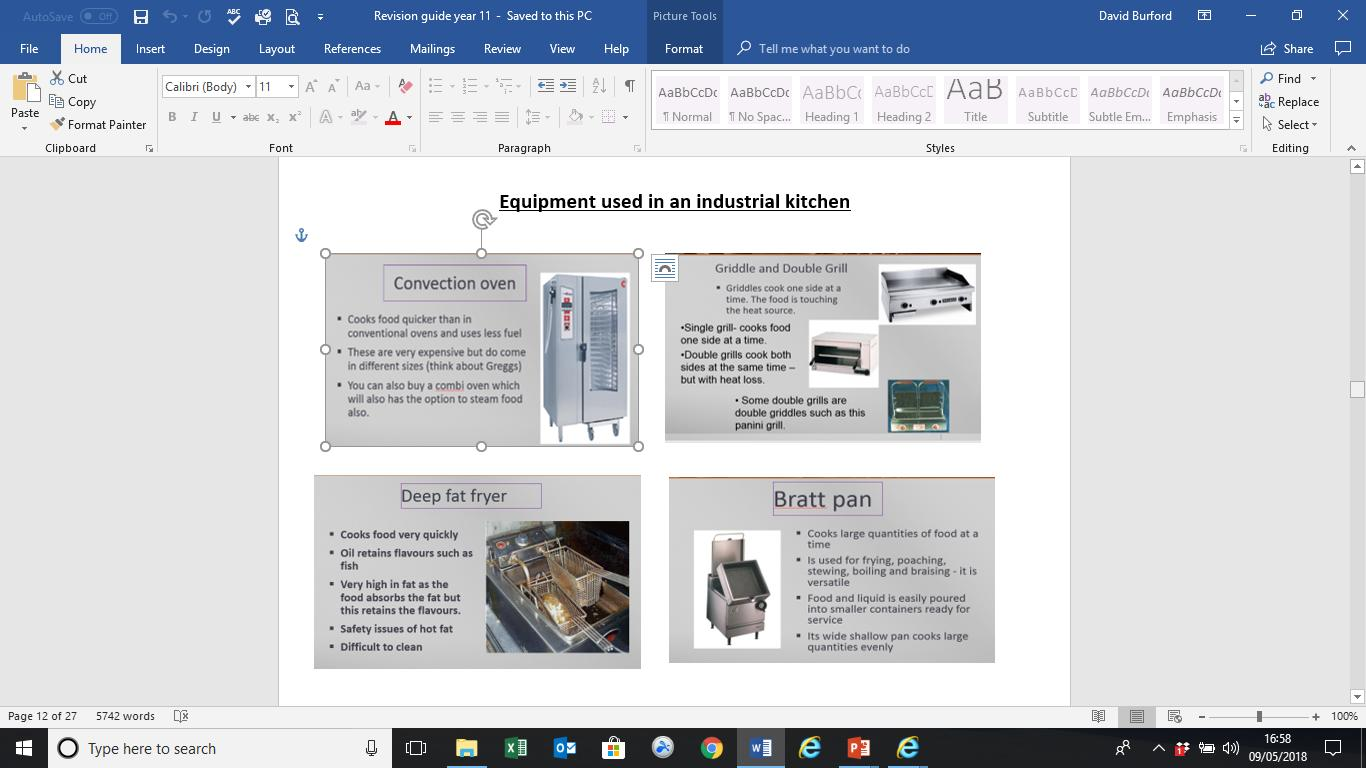 AutoSave Off
Revision guide year 11 - Saved to this PC
Picture Tools
David Burford
File Home Insert Design Layout References Mailings Review View Help Format Tell me what you want to do Share
Paste
Cut
Copy
Format Painter
Calibri (Body) 11
AaBbCcDc AaBbCcDc AaBbCc AaBbCcD AaB AaBbCcD AaBbCcDc AaBbCcDc
¶ Normal ¶ No Spac... Heading 1 Heading 2 Title Subtitle Subtle Em... Emphasis
Find
Replace
Select
Clipboard Font Paragraph Styles Editing
Equipment used in an industrial kitchen
Convection oven
▪ Cooks food quicker than in
conventional ovens and uses less fuel
▪ These are very expensive but do come
in different sizes (think about Greggs)
▪ You can also buy a combi oven which
will also has the option to steam food
also.
Griddle and Double Grill
▪ Griddles cook one side at a
time. The food is touching
the heat source.
•Single grill- cooks food
one side at a time.
•Double grills cook both
sides at the same time –
but with heat loss.
• Some double grills are
double griddles such as this
panini grill.
Deep fat fryer
▪ Cooks food very quickly
▪ Oil retains flavours such as
fish
▪ Very high in fat as the
food absorbs the fat but
this retains the flavours.
▪ Safety issues of hot fat
▪ Difficult to clean
Bratt pan
▪ Cooks large quantities of food at a
time
▪ Is used for frying, poaching,
stewing, boiling and braising - it is
versatile
▪ Food and liquid is easily poured
into smaller containers ready for
service
▪ Its wide shallow pan cooks large
quantities evenly
Page 12 of 27 5742 words 100%
Type here to search
16:58
09/05/2018